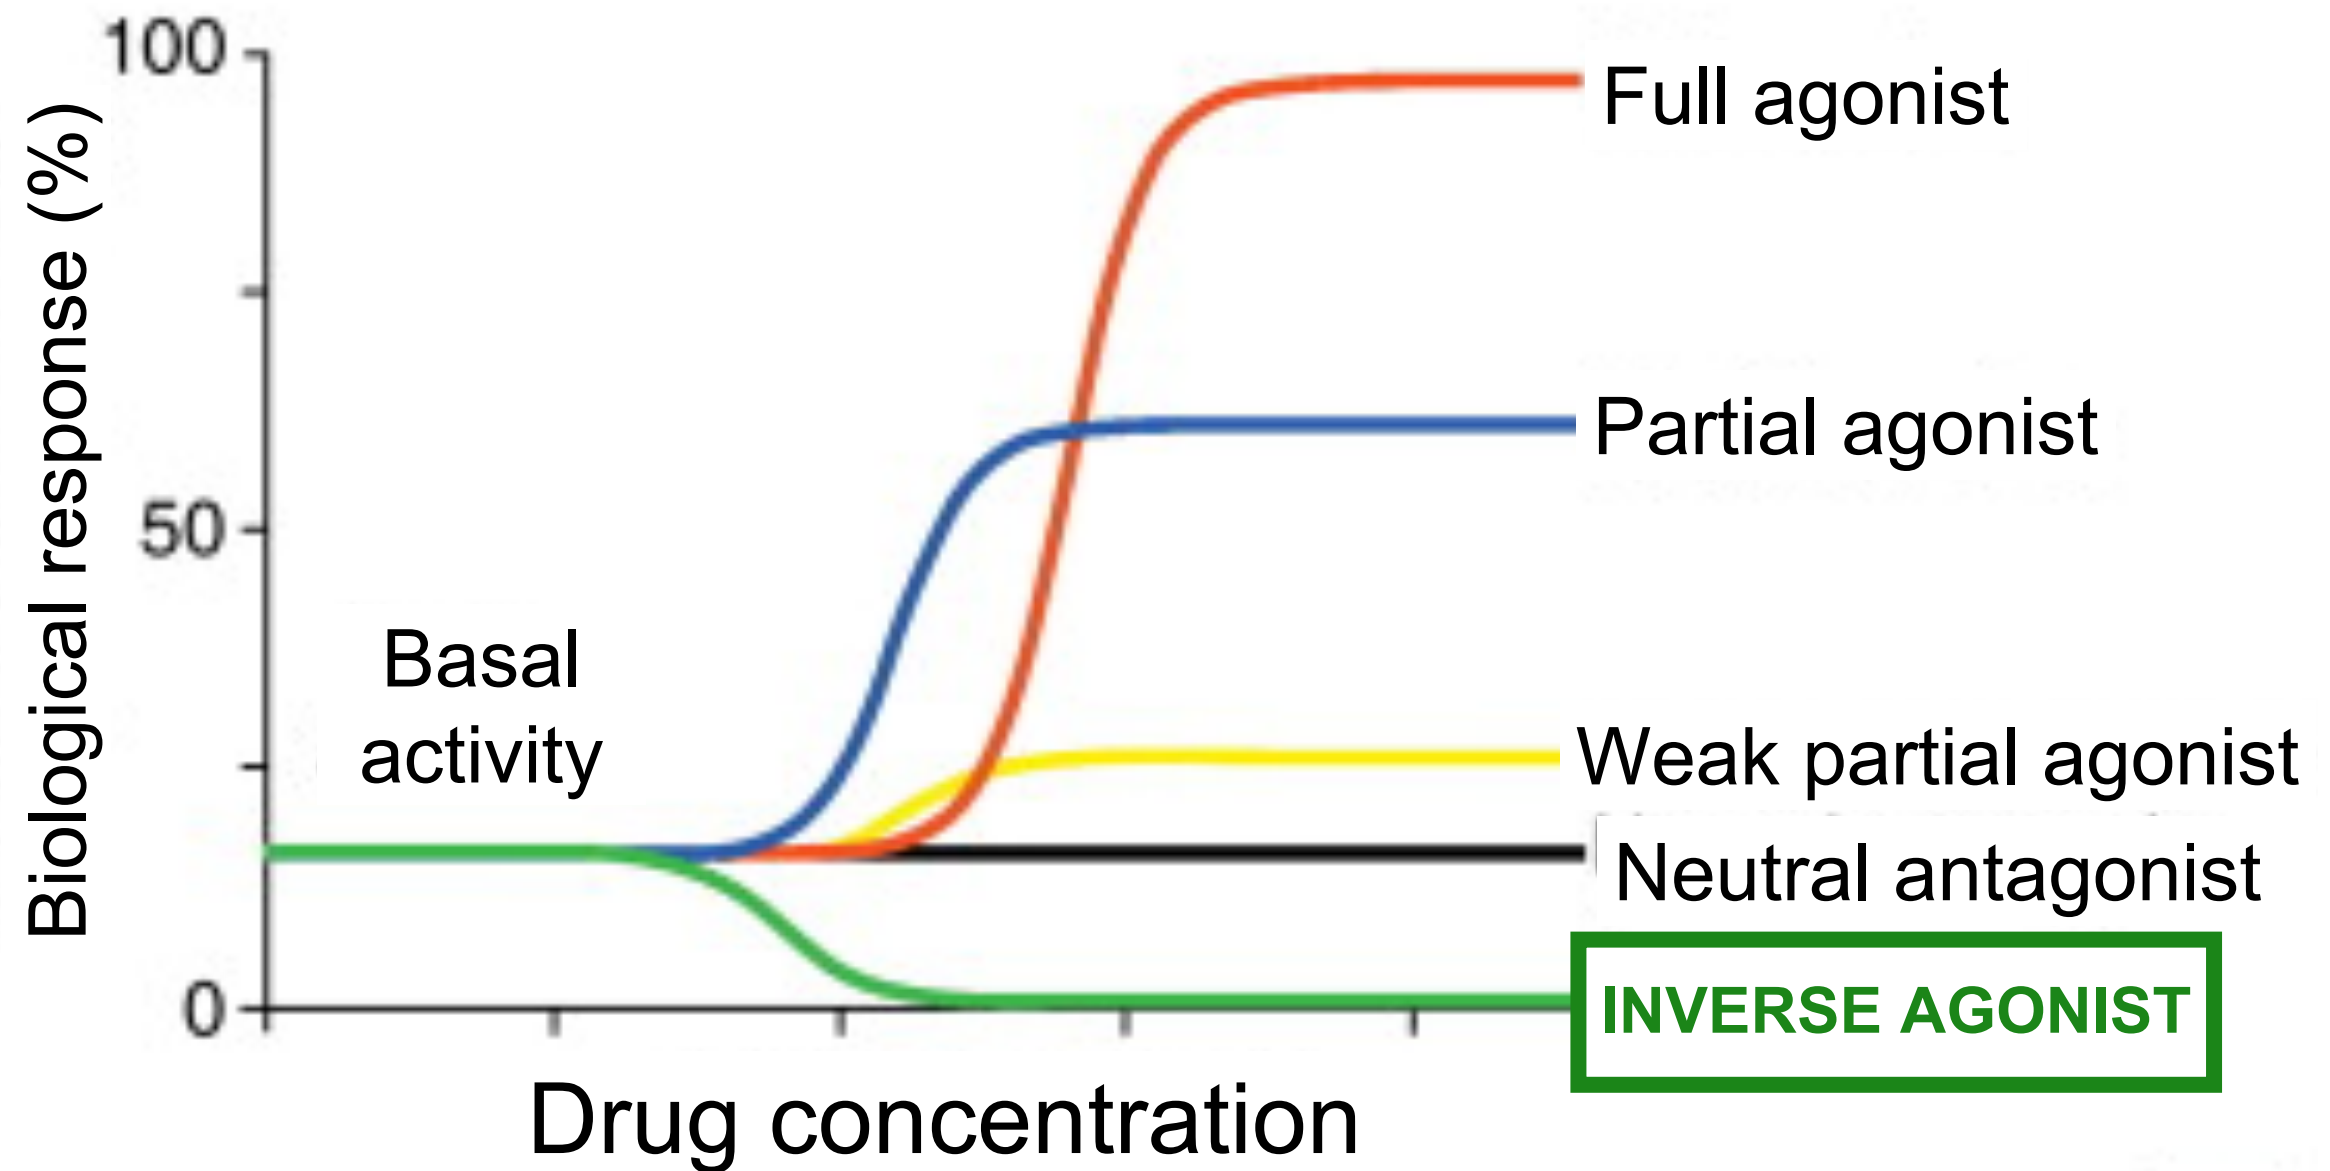 100
Full agonist
Biological response (%)
Partial agonist
50
Basal
activity
Weak partial agonist
Neutral antagonist
INVERSE AGONIST
0
Drug concentration